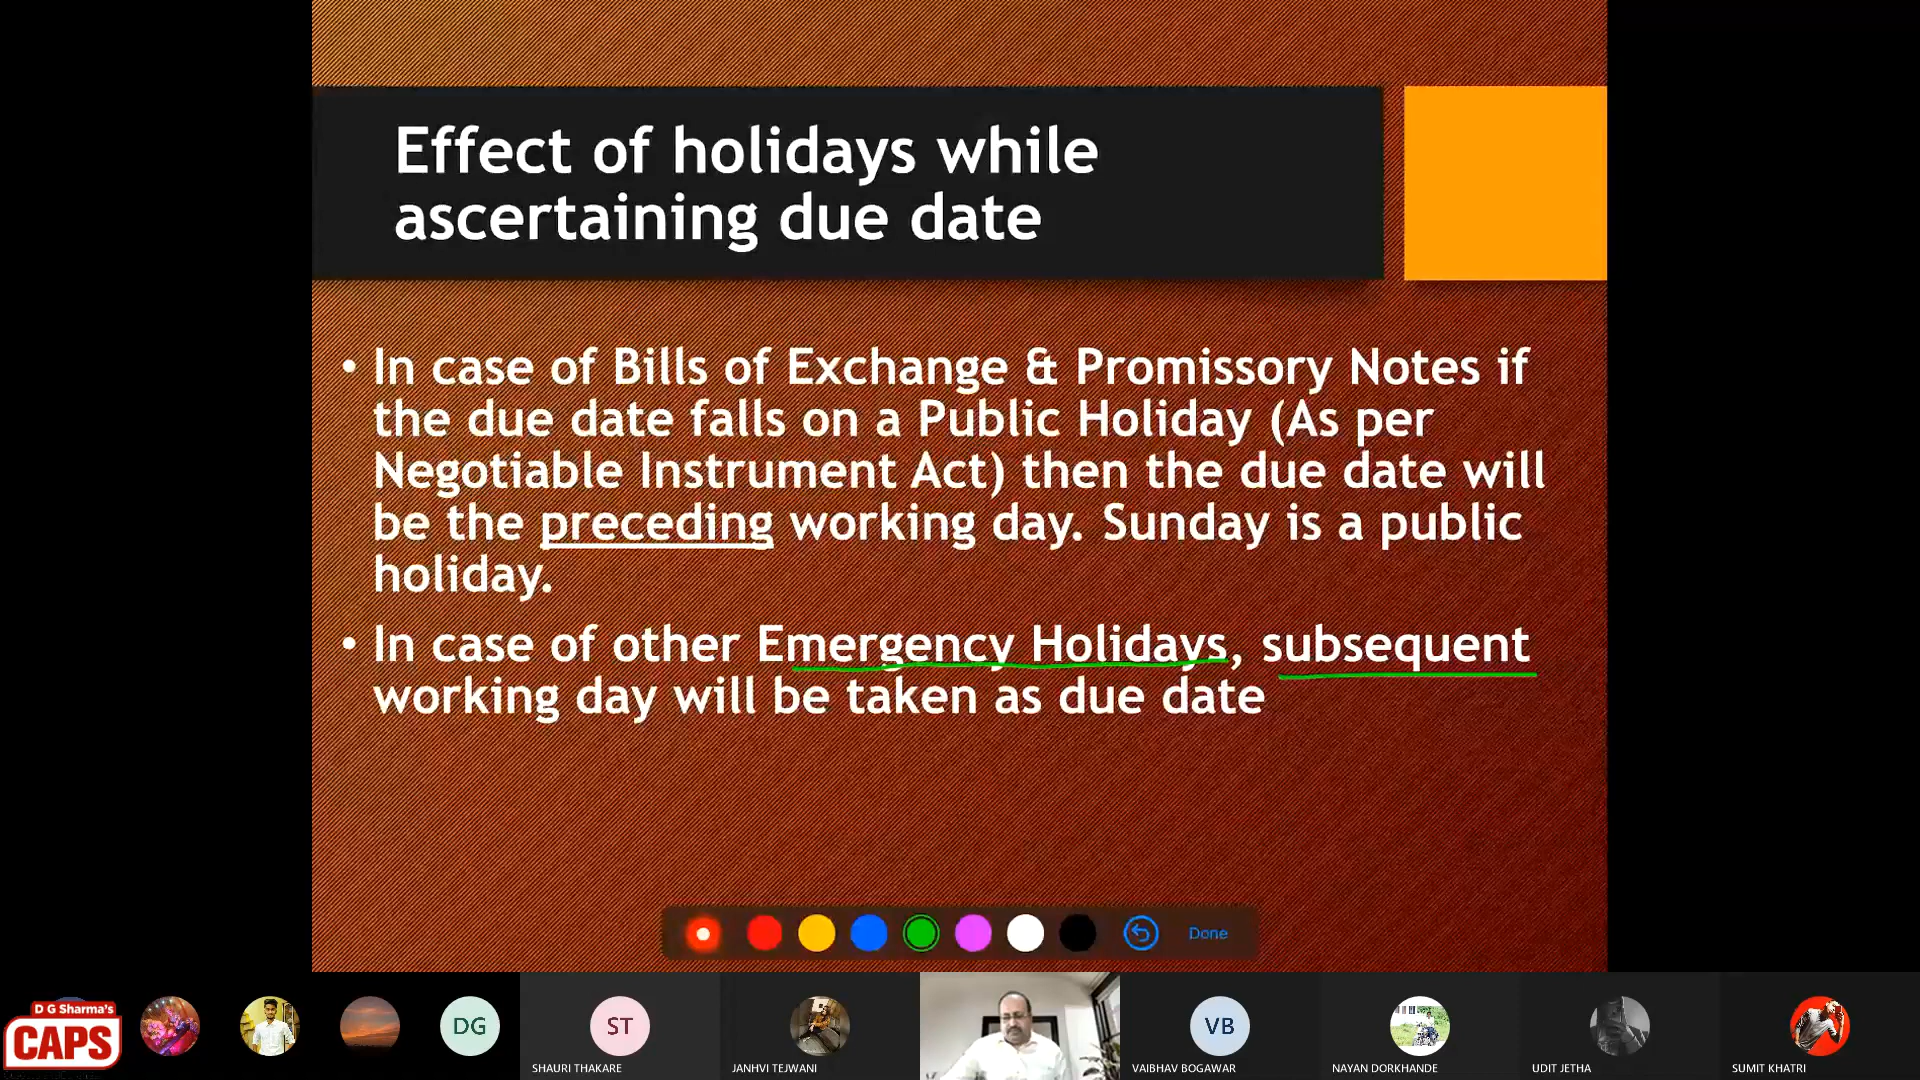 Effect of holidays while
ascertaining due date
• In case of Bills of Exchange & Promissory Notes if
the due date falls on a Public Holiday (As per
Negotiable Instrument Act) then the due date will
be the preceding working day. Sunday is a public
holiday.
• In case of other Emergency Holidays, subsequent
working day will be taken as due date
Done
D G Sharma's
CAPS
DG
ST
VB
SHAURI THAKARE
JANHVI TEJWANI
VAIBHAV BOGAWAR
NAYAN DORKHANDE
UDIT JETHA
SUMIT KHATRI